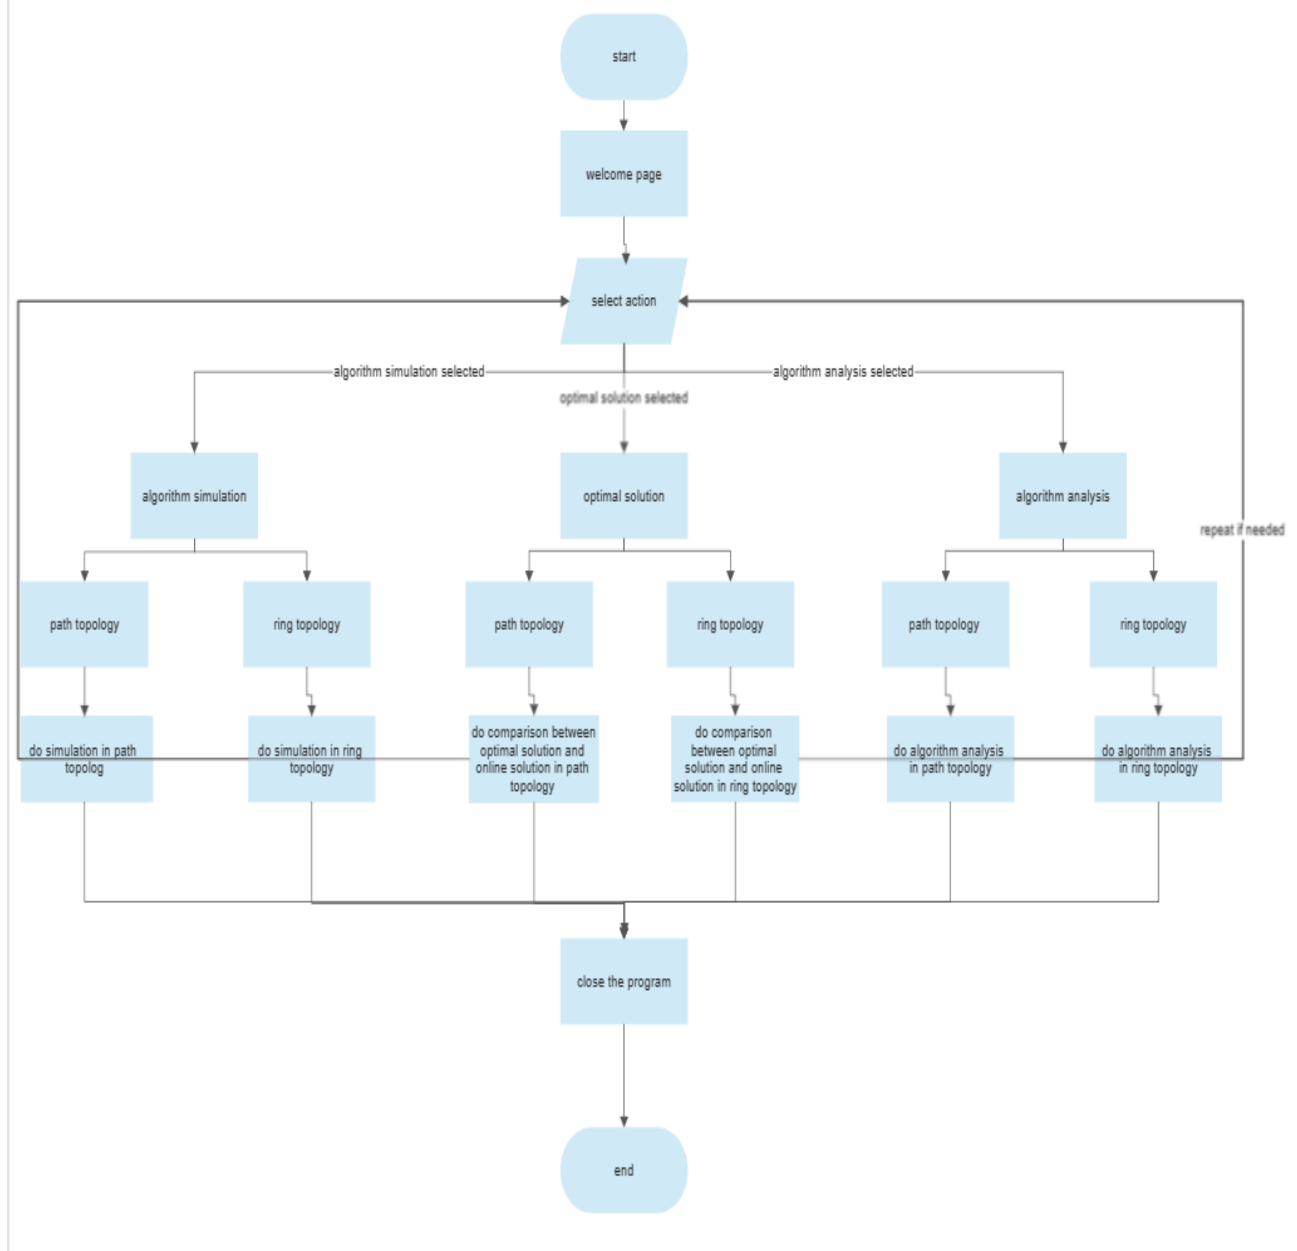 start
welcome page
select action
algorithm simulation selected
algorithm analysis selected
optimal solution selected
algorithm simulation
optimal solution
algorithm analysis
repeat if needed
path topology
ring topology
path topology
ring topology
path topology
ring topology
do simulation in path
topolog
do simulation in ring
topology
do comparison between
optimal solution and
online solution in path
topology
do comparison
between optimal
solution and online
solution in ring topology
do algorithm analysis
in path topology
do algorithm analysis
in ring topology
close the program
end